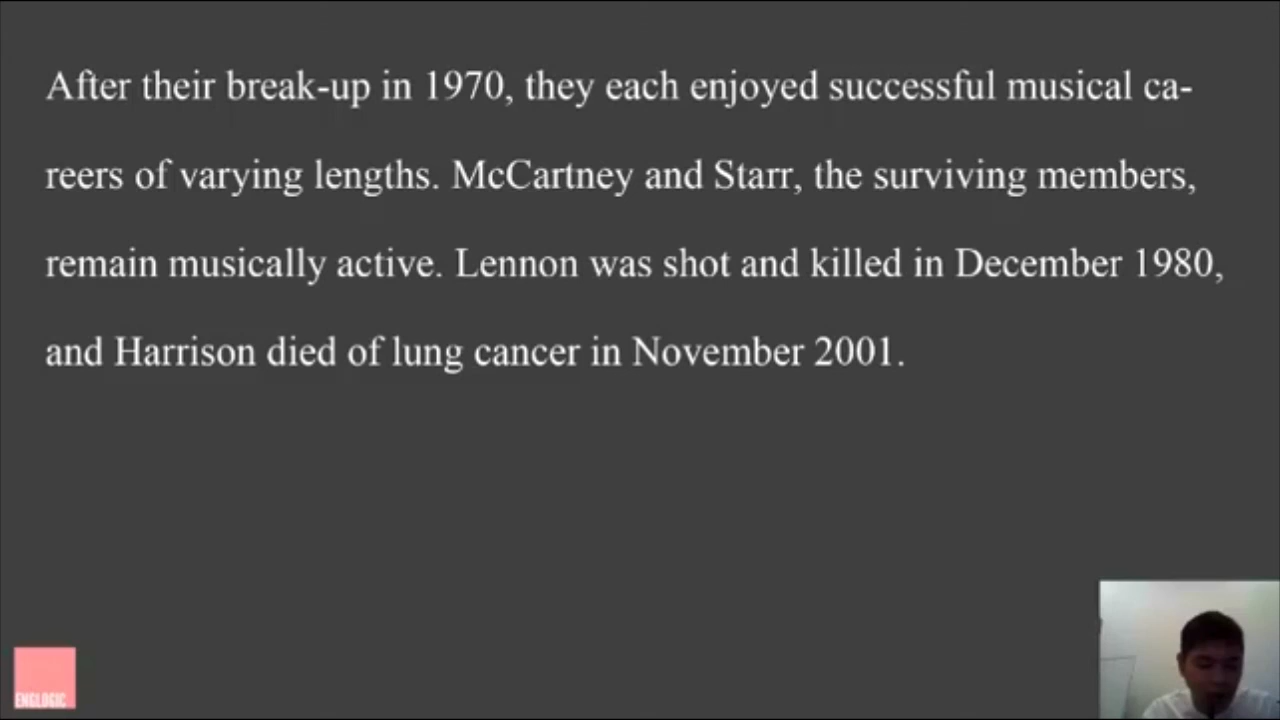 After their break-up in 1970, they each enjoyed successful musical ca-
reers of varying lengths. McCartney and Starr, the surviving members,
remain musically active. Lennon was shot and killed in December 1980,
and Harrison died of lung cancer in November 2001.
ENGLOGIC